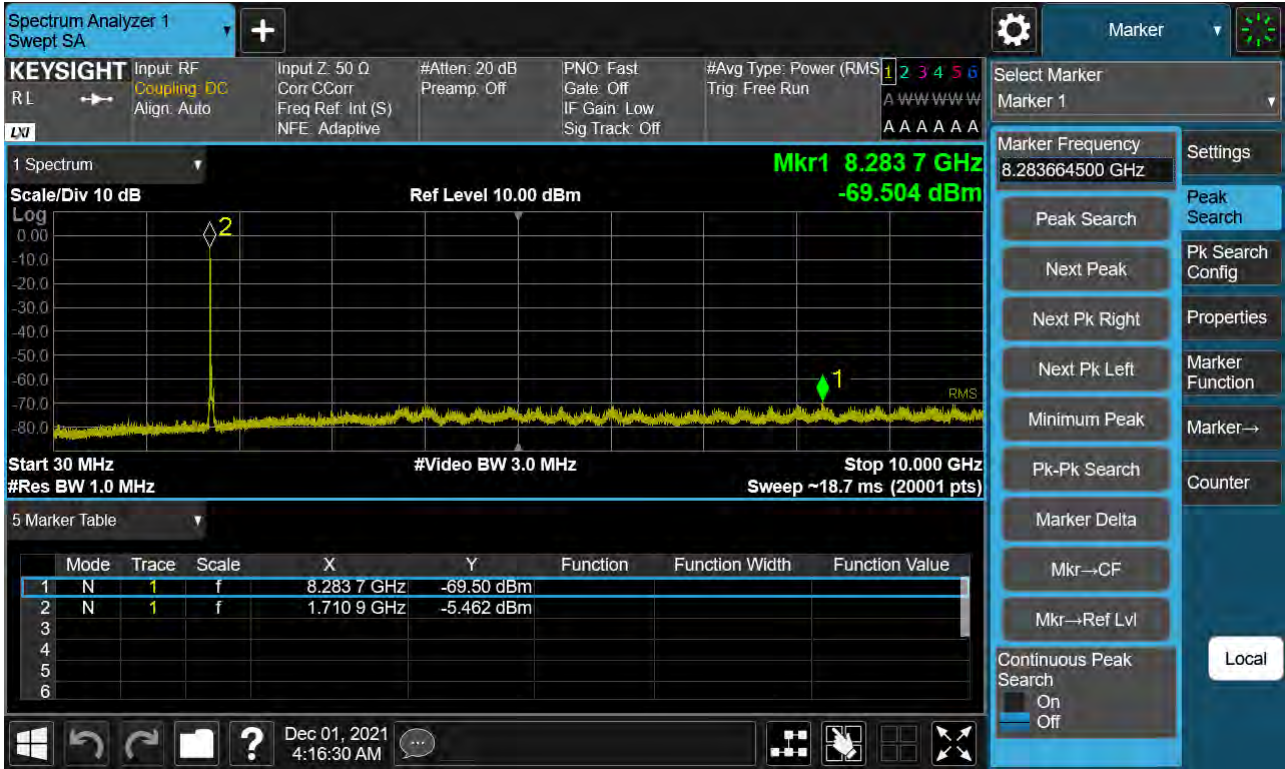 Spectrum Analyzer 1
Swept SA
+
Marker
KEYSIGHT Input: RF Input Z: 50 Ω #Atten: 20 dB PNO: Fast #Avg Type: Power (RMS 1 2 3 4 5 6
RL Coupling: DC Corr CCorr Preamp: Off Gate: Off Trig: Free Run A W W W W W
Align: Auto Freq Ref: Int (S) IF Gain: Low
LXI NFE: Adaptive Sig Track: Off A A A A A A
Select Marker
Marker 1
1 Spectrum
Mkr1 8.283 7 GHz
Scale/Div 10 dB Ref Level 10.00 dBm -69.504 dBm
Log
0.00
-10.0
-20.0
-30.0
-40.0
-50.0
-60.0
-70.0
-80.0
2
1
RMS
Start 30 MHz #Video BW 3.0 MHz Stop 10.000 GHz
#Res BW 1.0 MHz Sweep ~18.7 ms (20001 pts)
5 Marker Table
Mode Trace Scale X Y Function Function Width Function Value
1 N 1 f 8.283 7 GHz -69.50 dBm
2 N 1 f 1.710 9 GHz -5.462 dBm
3
4
5
6
Marker Frequency
8.283664500 GHz
Peak Search
Next Peak
Next Pk Right
Next Pk Left
Minimum Peak
Pk-Pk Search
Marker Delta
Mkr→CF
Mkr→Ref Lvl
Continuous Peak
Search
On
Off
Settings
Peak
Search
Pk Search
Config
Properties
Marker
Function
Marker→
Counter
Local
?
Dec 01, 2021
4:16:30 AM